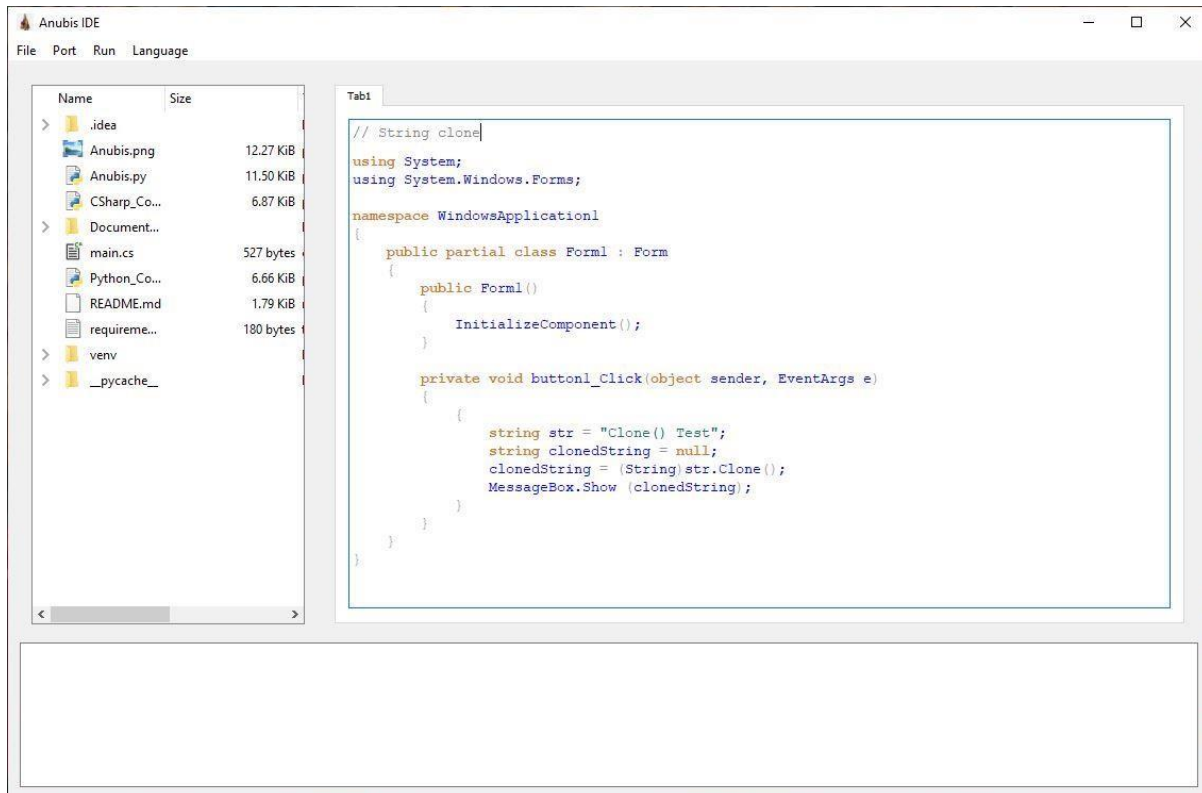 Anubis IDE
File Port Run Language
Name Size
.idea
Anubis.png 12.27 KiB
Anubis.py 11.50 KiB
CSharp_Co... 6.87 KiB
Document...
main.cs 527 bytes
Python_Co... 6.66 KiB
README.md 1.79 KiB
requireme... 180 bytes
venv
__pycache__
Tab1
// String clone
using System;
using System.Windows.Forms;
namespace WindowsApplication1
{
public partial class Form1 : Form
{
public Form1()
{
InitializeComponent();
}
private void button1_Click(object sender, EventArgs e)
{
{
string str = "Clone() Test";
string clonedString = null;
clonedString = (String)str.Clone();
MessageBox.Show (clonedString);
}
}
}
}